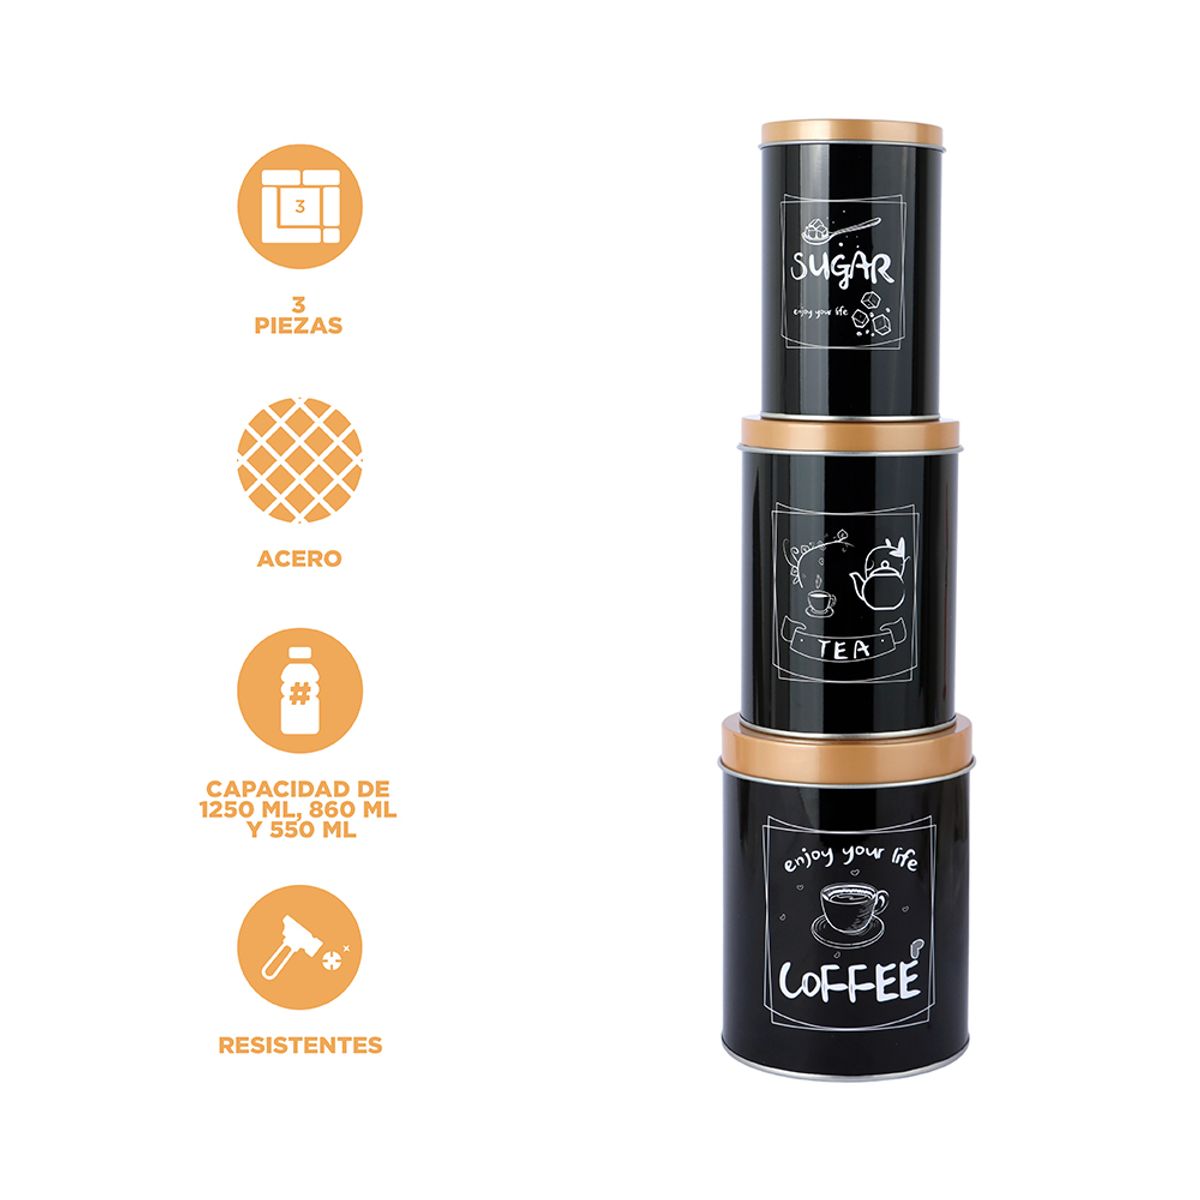 3
3
PIEZAS
ACERO
#
CAPACIDAD DE
1250 ML, 860 ML
Y 550 ML
RESISTENTES
SUGAR
enjoy your life
TEA
enjoy your life
COFFEE